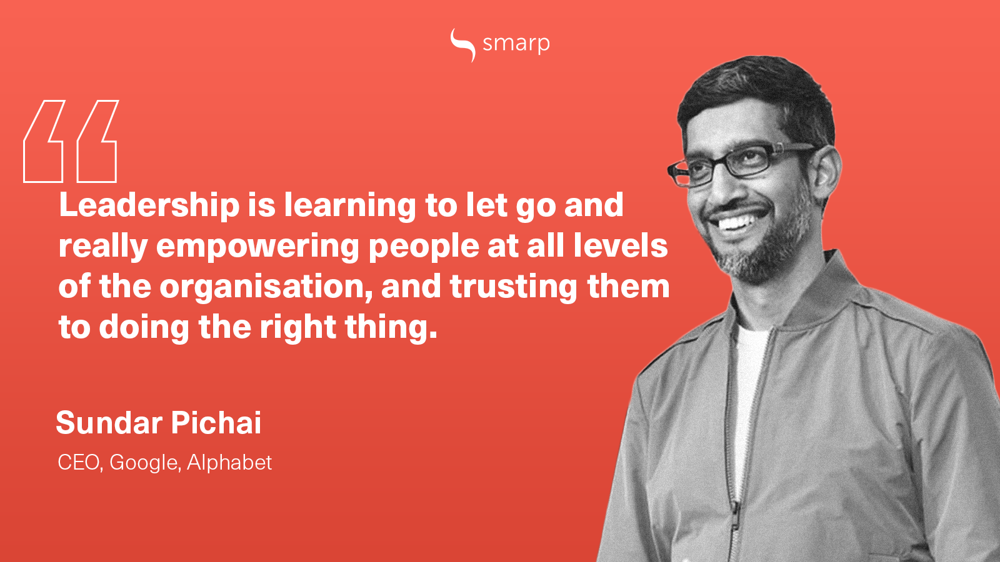 smarp
“
Leadership is learning to let go and
really empowering people at all levels
of the organisation, and trusting them
to doing the right thing.
Sundar Pichai
CEO, Google, Alphabet